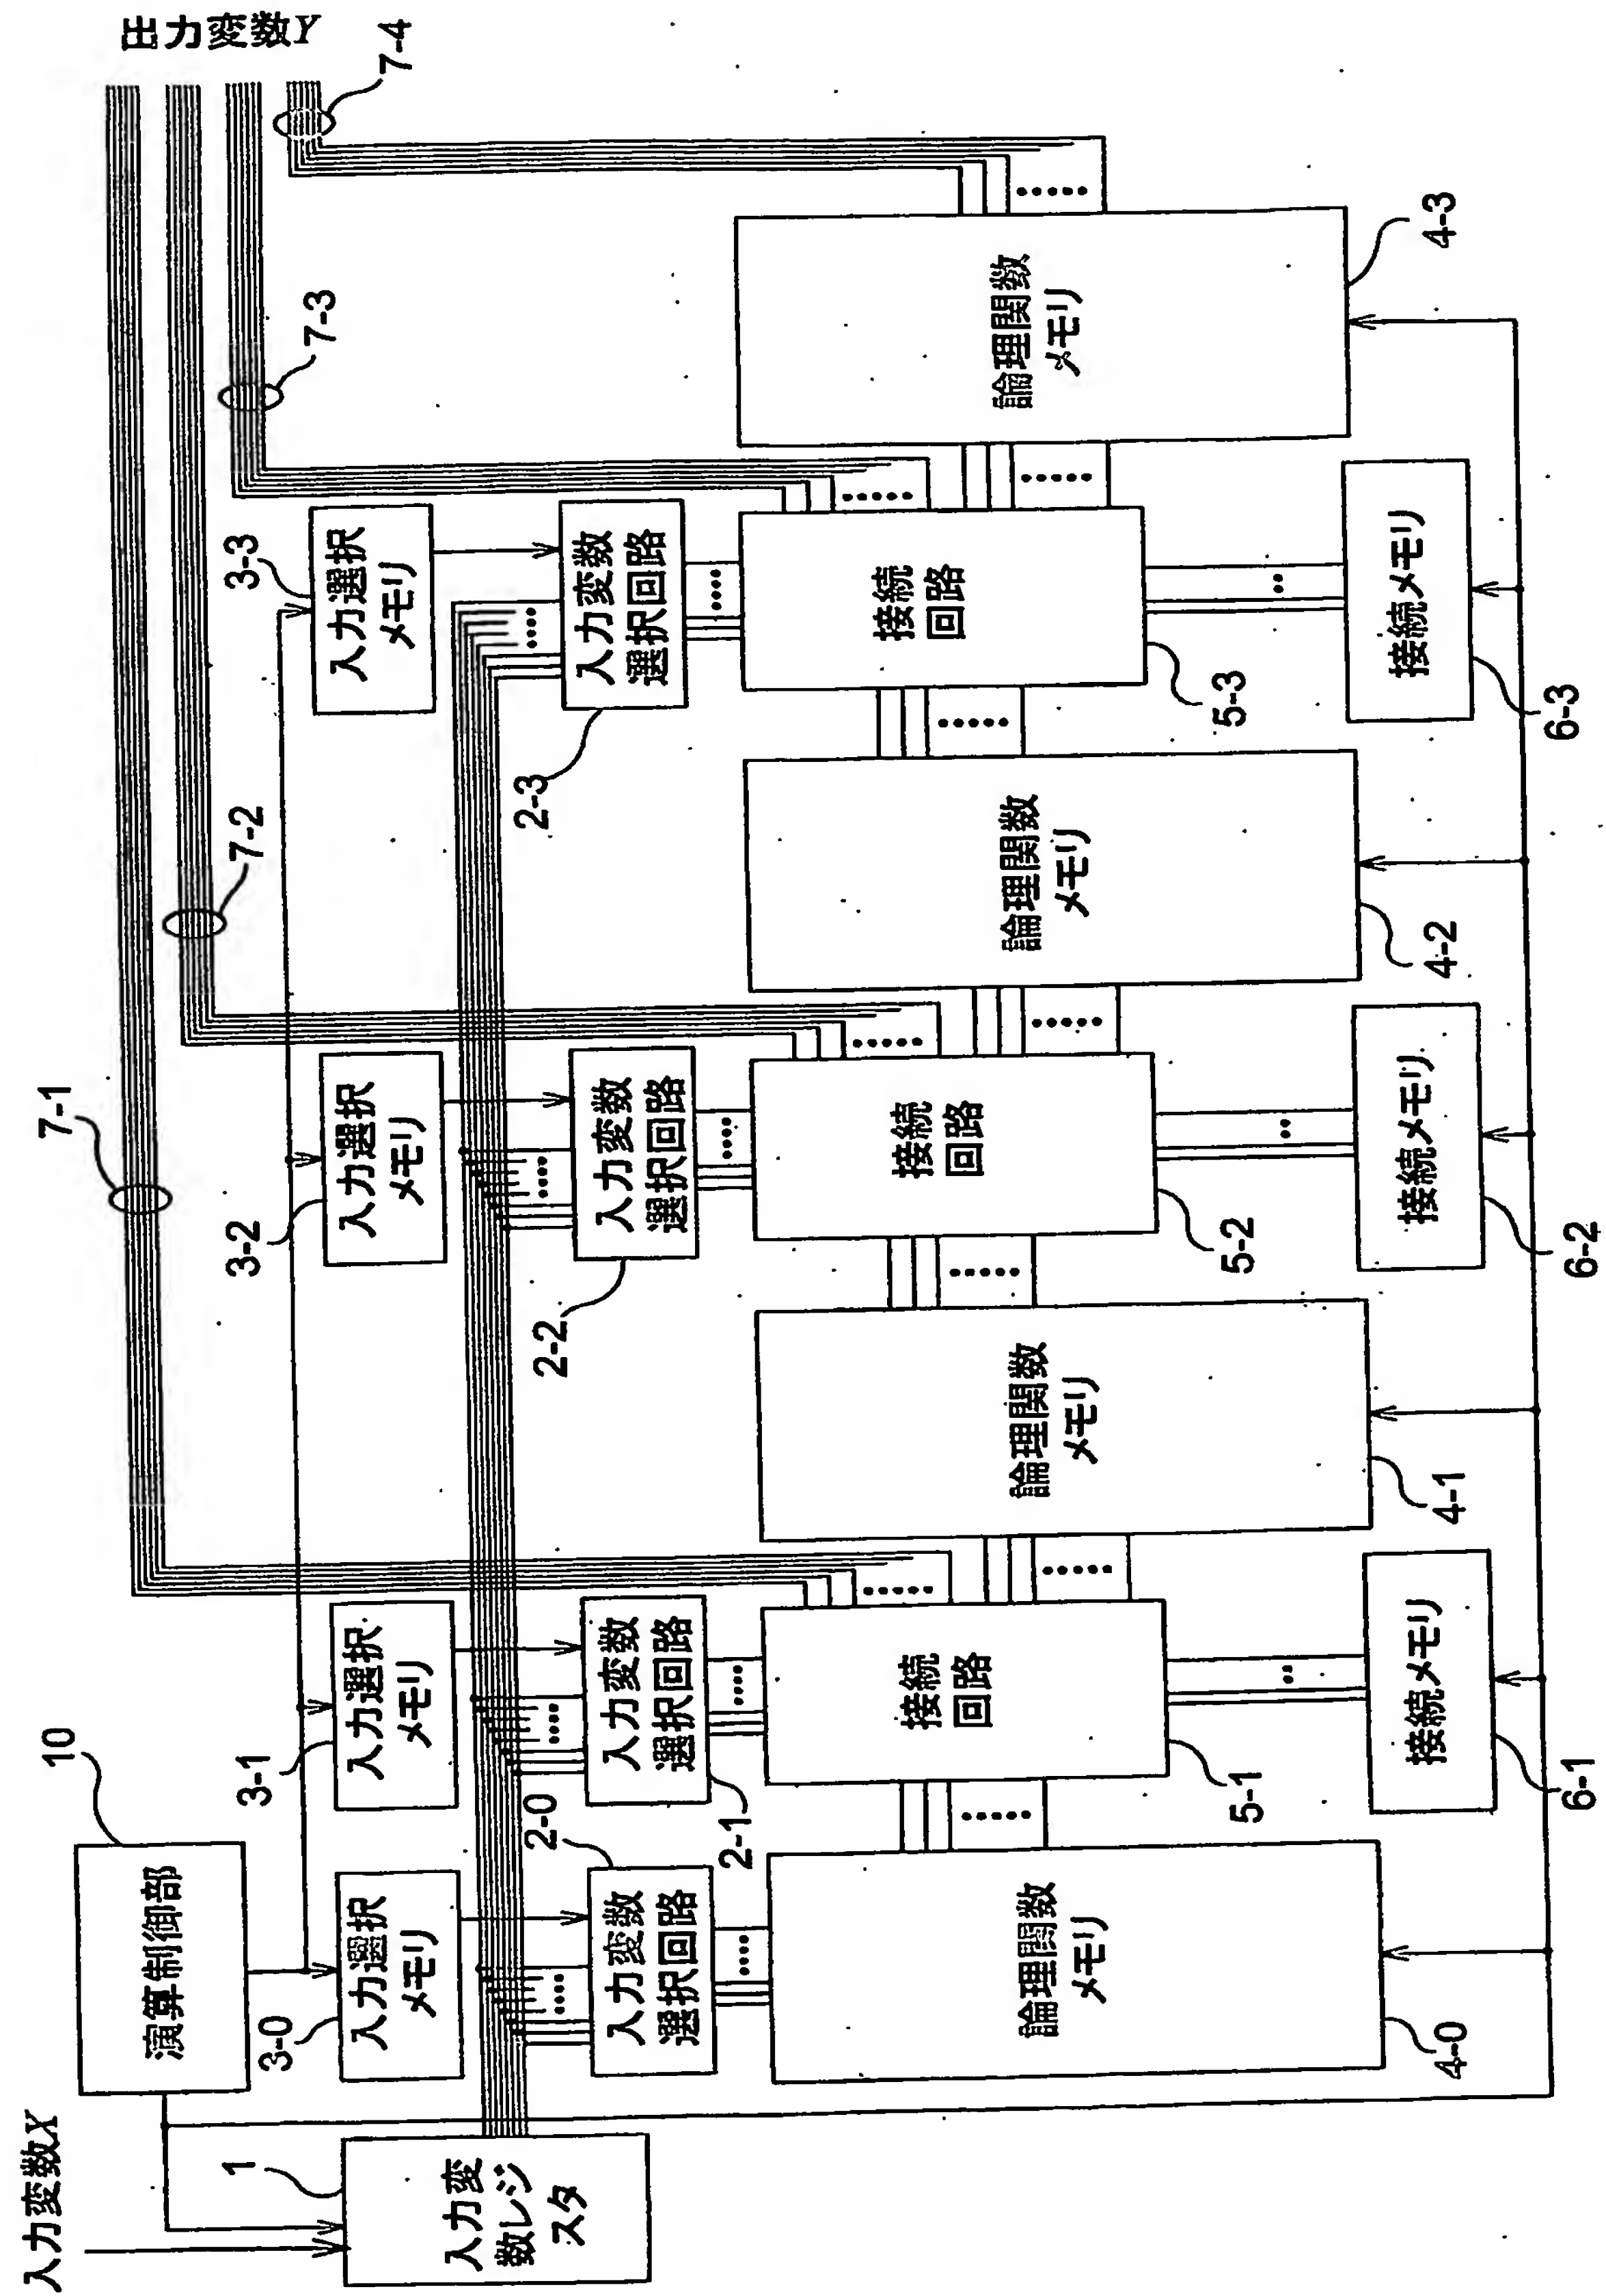 出力変数Y
7-1
7-2
7-3
7-4
入力変数X
10
演算制御部
1
入力変
数レジ
スタ
3-0
入力選択
メモリ
3-1
入力選択
メモリ
3-2
入力選択
メモリ
3-3
入力選択
メモリ
2-0
入力変数
選択回路
2-1
入力変数
選択回路
2-2
入力変数
選択回路
2-3
入力変数
選択回路
論理関数
メモリ
4-0
接続
回路
5-1
論理関数
メモリ
4-1
接続
回路
5-2
論理関数
メモリ
4-2
接続
回路
5-3
論理関数
メモリ
4-3
接続メモリ
6-1
接続メモリ
6-2
接続メモリ
6-3